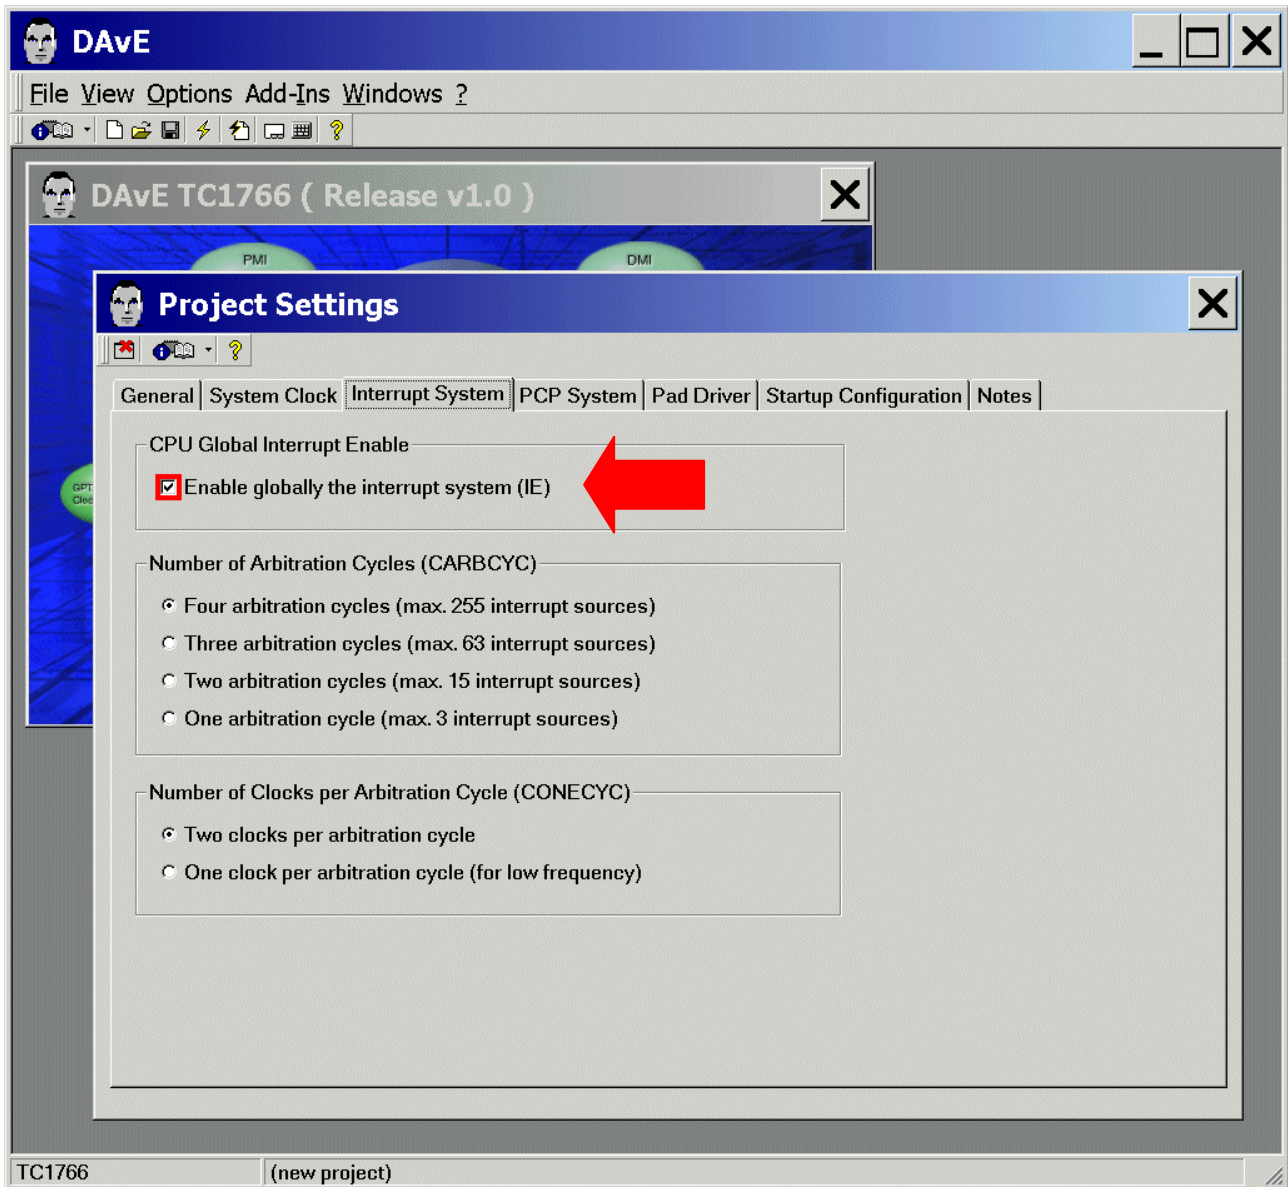 DAvE
File View Options Add-Ins Windows ?
DAvE TC1766 ( Release v1.0 )
PMI
DMI
GPT
Cloc
Project Settings
General System Clock Interrupt System PCP System Pad Driver Startup Configuration Notes
CPU Global Interrupt Enable
Enable globally the interrupt system (IE)
Number of Arbitration Cycles (CARBCYC)
Four arbitration cycles (max. 255 interrupt sources)
Three arbitration cycles (max. 63 interrupt sources)
Two arbitration cycles (max. 15 interrupt sources)
One arbitration cycle (max. 3 interrupt sources)
Number of Clocks per Arbitration Cycle (CONECYC)
Two clocks per arbitration cycle
One clock per arbitration cycle (for low frequency)
TC1766 (new project)